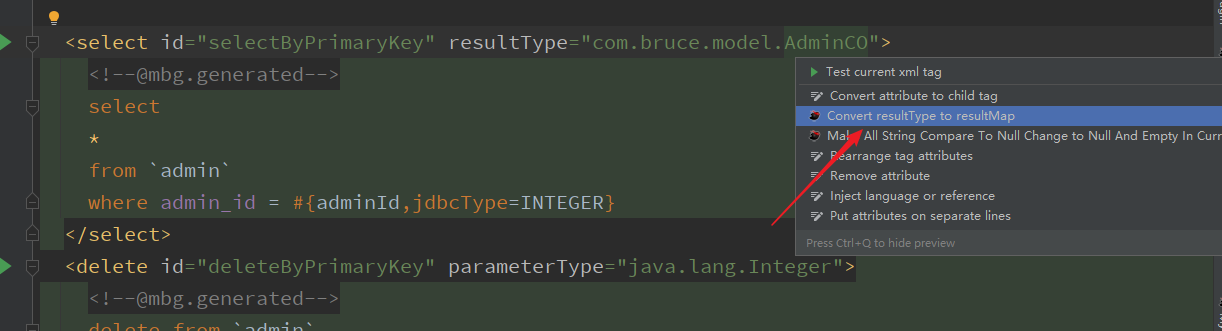 <select id="selectByPrimaryKey" resultType="com.bruce.model.AdminCO">
<!--@mbg.generated-->
select
*
from `admin`
where admin_id = #{adminId,jdbcType=INTEGER}
</select>
<delete id="deleteByPrimaryKey" parameterType="java.lang.Integer">
<!--@mbg.generated-->
delete from `admin`
Test current xml tag
Convert attribute to child tag
Convert resultType to resultMap
All String Compare To Null Change to Null And Empty In
Rearrange tag attributes
Remove attribute
Inject language or reference
Put attributes on separate lines
Press Ctrl+Q to hide preview